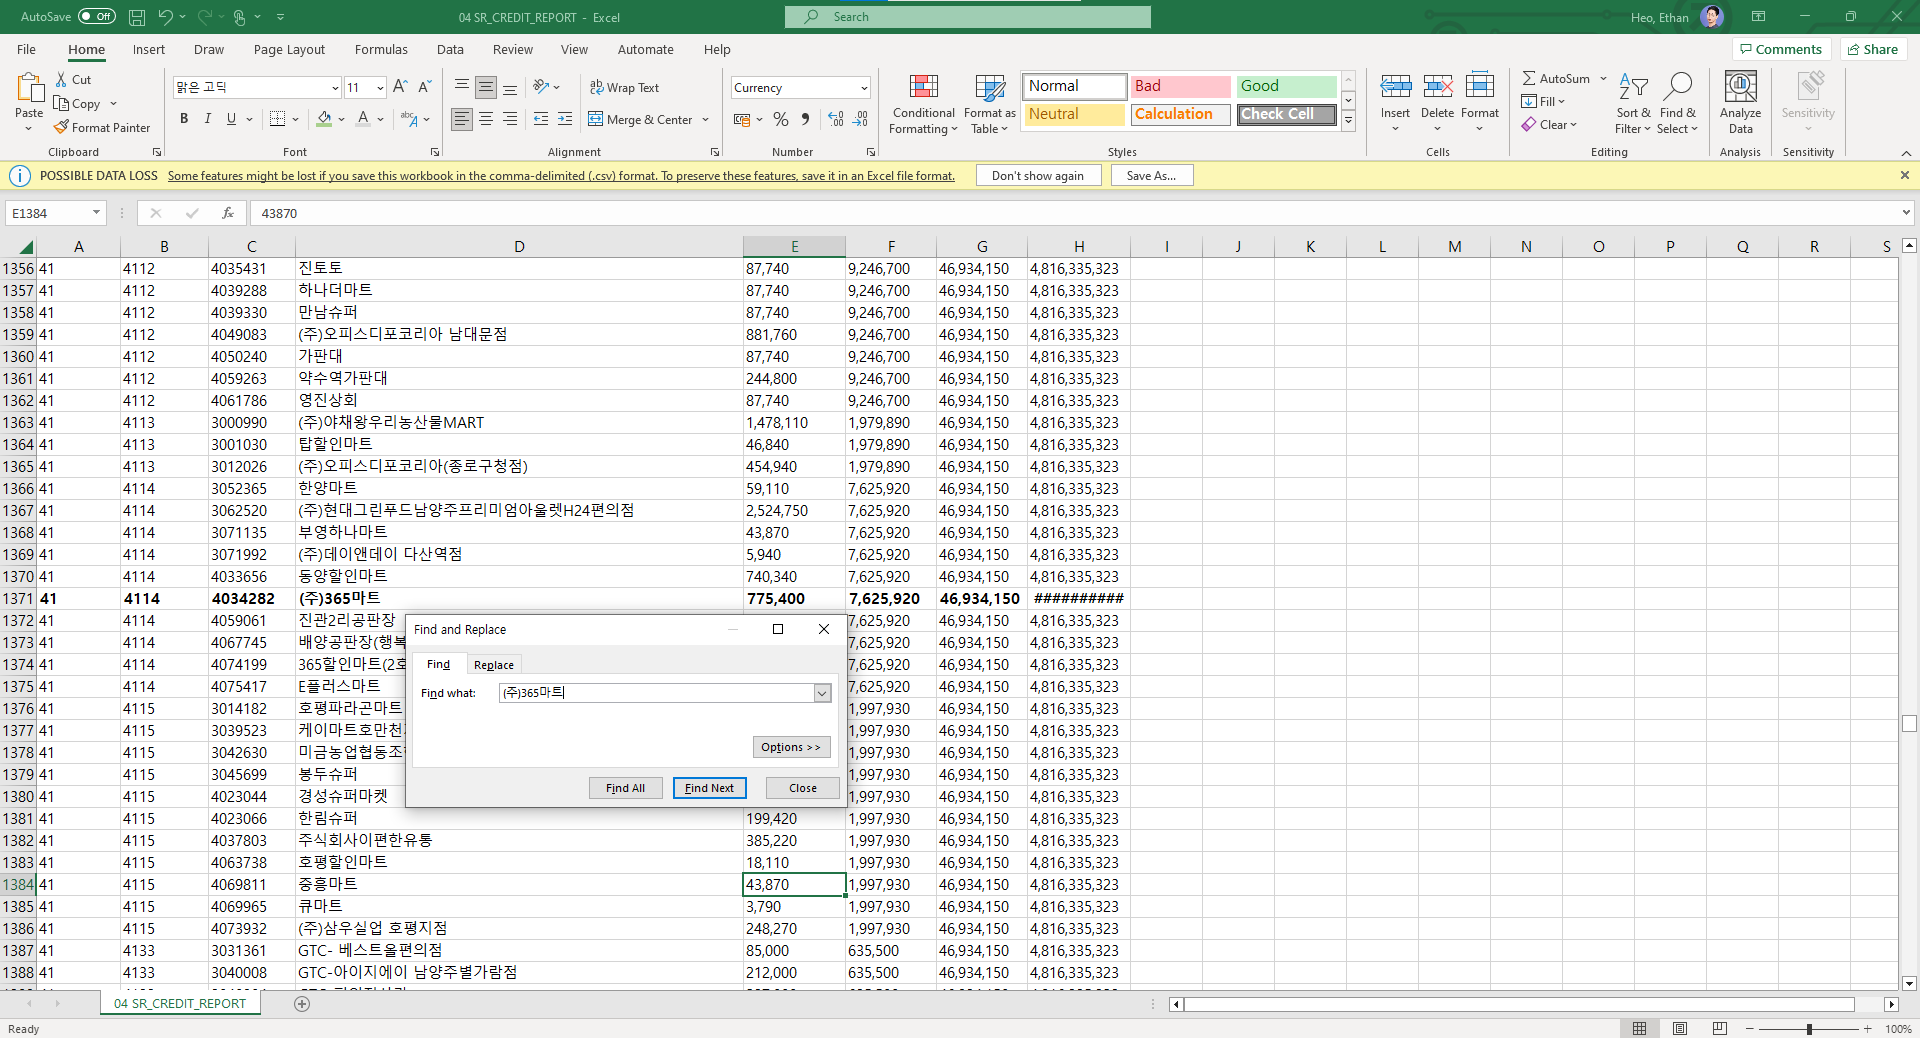 AutoSave Off 04 SR_CREDIT_REPORT - Excel Search Heo, Ethan
File Home Insert Draw Page Layout Formulas Data Review View Automate Help Comments Share
Paste
Cut
Copy
Format Painter
Clipboard
맑은 고딕 11
B I U
Font
Wrap Text
Merge & Center
Alignment
Currency
Number
Conditional Formatting
Format as Table
Normal Bad Good
Neutral Calculation Check Cell
Styles
Insert Delete Format
Cells
AutoSum
Fill
Clear
Sort & Filter
Find & Select
Editing
Analyze Data
Analysis
Sensitivity
Sensitivity
POSSIBLE DATA LOSS Some features might be lost if you save this workbook in the comma-delimited (.csv) format. To preserve these features, save it in an Excel file format. Don't show again Save As...
E1384 fx 43870
A B C D E F G H I J K L M N O P Q R S
1356 41 4112 4035431 진토토 87,740 9,246,700 46,934,150 4,816,335,323
1357 41 4112 4039288 하나더마트 87,740 9,246,700 46,934,150 4,816,335,323
1358 41 4112 4039330 만남슈퍼 87,740 9,246,700 46,934,150 4,816,335,323
1359 41 4112 4049083 (주)오피스디포코리아 남대문점 881,760 9,246,700 46,934,150 4,816,335,323
1360 41 4112 4050240 가판대 87,740 9,246,700 46,934,150 4,816,335,323
1361 41 4112 4059263 약수역가판대 244,800 9,246,700 46,934,150 4,816,335,323
1362 41 4112 4061786 영진상회 87,740 9,246,700 46,934,150 4,816,335,323
1363 41 4113 3000990 (주)야채왕우리농산물MART 1,478,110 1,979,890 46,934,150 4,816,335,323
1364 41 4113 3001030 탑할인마트 46,840 1,979,890 46,934,150 4,816,335,323
1365 41 4113 3012026 (주)오피스디포코리아(종로구청점) 454,940 1,979,890 46,934,150 4,816,335,323
1366 41 4114 3052365 한양마트 59,110 7,625,920 46,934,150 4,816,335,323
1367 41 4114 3062520 (주)현대그린푸드남양주프리미엄아울렛H24편의점 2,524,750 7,625,920 46,934,150 4,816,335,323
1368 41 4114 3071135 부영하나마트 43,870 7,625,920 46,934,150 4,816,335,323
1369 41 4114 3071992 (주)데이앤데이 다산역점 5,940 7,625,920 46,934,150 4,816,335,323
1370 41 4114 4033656 동양할인마트 740,340 7,625,920 46,934,150 4,816,335,323
1371 41 4114 4034282 (주)365마트 775,400 7,625,920 46,934,150 ##########
1372 41 4114 4059061 진관2리공판장 7,625,920 46,934,150 4,816,335,323
1373 41 4114 4067745 배양공판장(행복 7,625,920 46,934,150 4,816,335,323
1374 41 4114 4074199 365할인마트(2호 7,625,920 46,934,150 4,816,335,323
1375 41 4114 4075417 E플러스마트 7,625,920 46,934,150 4,816,335,323
1376 41 4115 3014182 호평파라곤마트 1,997,930 46,934,150 4,816,335,323
1377 41 4115 3039523 케이마트호만천 1,997,930 46,934,150 4,816,335,323
1378 41 4115 3042630 미금농업협동조 1,997,930 46,934,150 4,816,335,323
1379 41 4115 3045699 봉두슈퍼 1,997,930 46,934,150 4,816,335,323
1380 41 4115 4023044 경성슈퍼마켓 1,997,930 46,934,150 4,816,335,323
1381 41 4115 4023066 한림슈퍼 199,420 1,997,930 46,934,150 4,816,335,323
1382 41 4115 4037803 주식회사이편한유통 385,220 1,997,930 46,934,150 4,816,335,323
1383 41 4115 4063738 호평할인마트 18,110 1,997,930 46,934,150 4,816,335,323
1384 41 4115 4069811 중흥마트 43,870 1,997,930 46,934,150 4,816,335,323
1385 41 4115 4069965 큐마트 3,790 1,997,930 46,934,150 4,816,335,323
1386 41 4115 4073932 (주)삼우실업 호평지점 248,270 1,997,930 46,934,150 4,816,335,323
1387 41 4133 3031361 GTC- 베스트올편의점 85,000 635,500 46,934,150 4,816,335,323
1388 41 4133 3040008 GTC-아이지에이 남양주별가람점 212,000 635,500 46,934,150 4,816,335,323
Find and Replace
Find Replace
Find what: (주)365마트
Options >>
Find All Find Next Close
04 SR_CREDIT_REPORT
Ready 100%